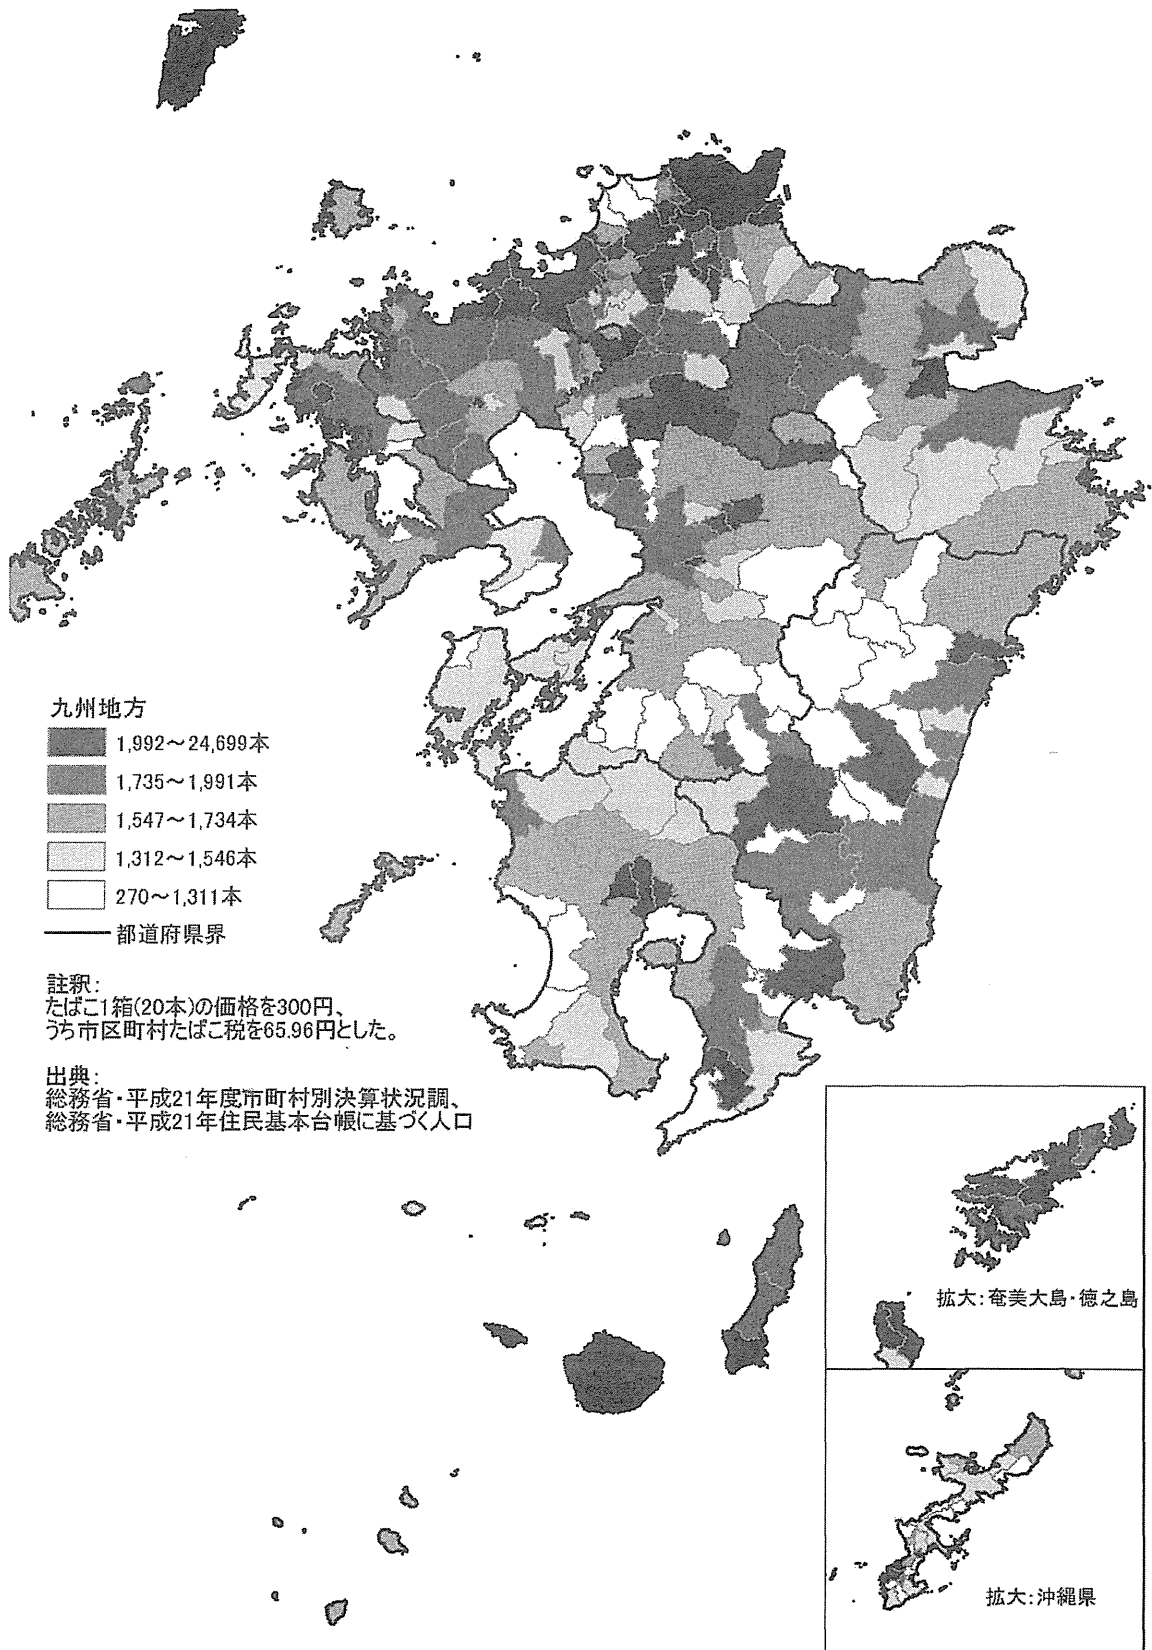 九州地方
1,992～24,699本
1,735～1,991本
1,547～1,734本
1,312～1,546本
270～1,311本
都道府県界
註釈：
たばこ1箱(20本)の価格を300円、
うち市区町村たばこ税を65.96円とした。
出典：
総務省・平成21年度市町村別決算状況調、
総務省・平成21年住民基本台帳に基づく人口
拡大：奄美大島・徳之島
拡大：沖縄県